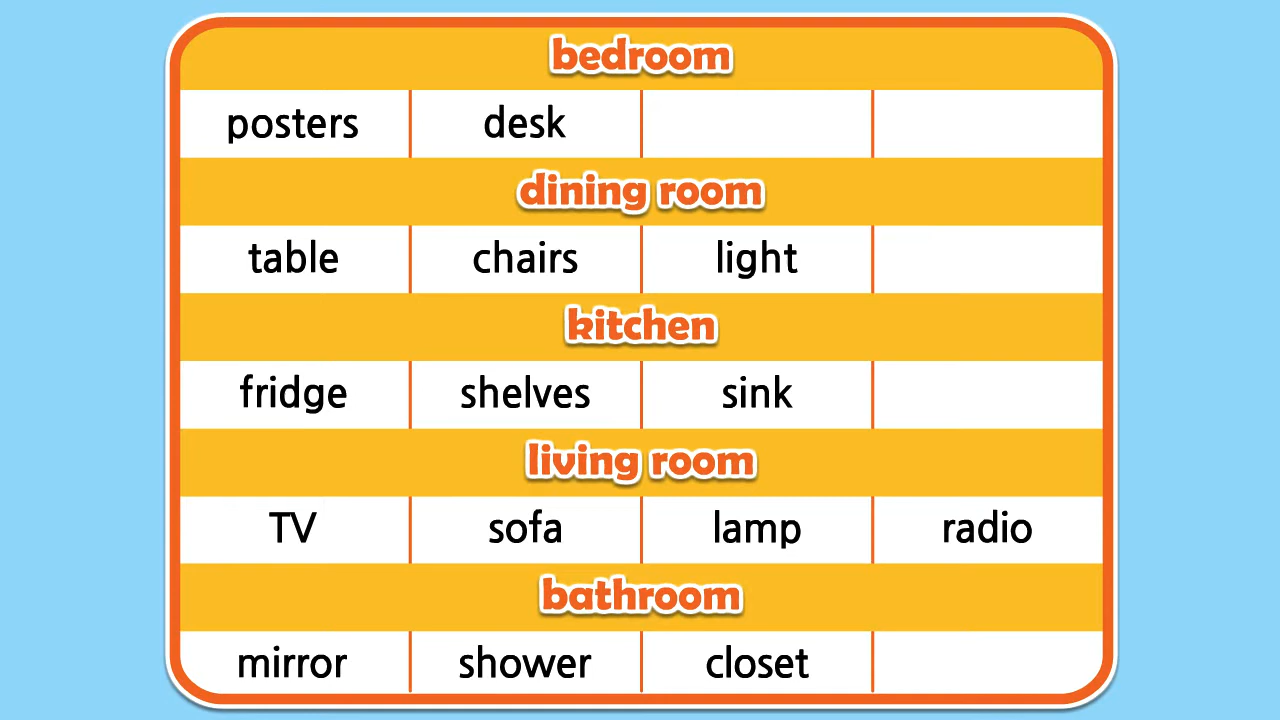 bedroom
posters desk
dining room
table chairs light
kitchen
fridge shelves sink
living room
TV sofa lamp radio
bathroom
mirror shower closet